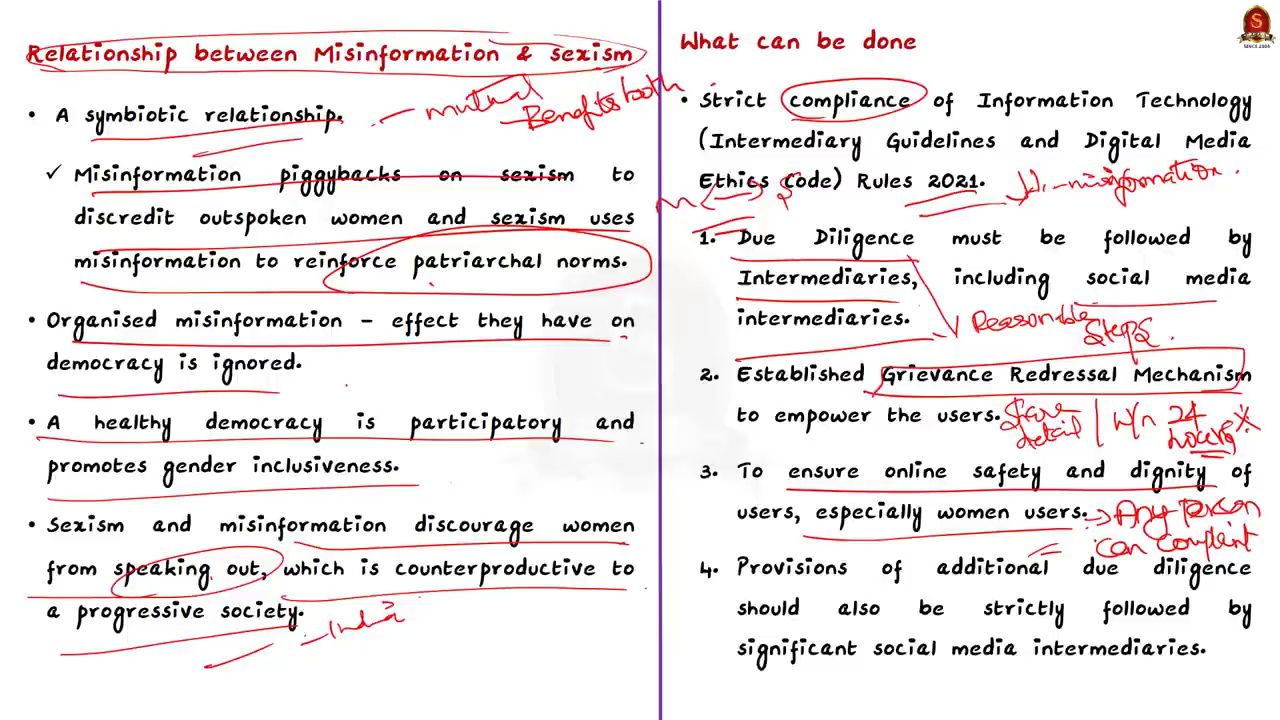 Relationship between Misinformation & sexism
• A symbiotic relationship.
- mutual
- Benefits both
✓ Misinformation piggybacks on sexism to
discredit outspoken women and sexism uses
misinformation to reinforce patriarchal norms.
• Organised misinformation – effect they have on
democracy is ignored.
• A healthy democracy is participatory and
promotes gender inclusiveness.
• Sexism and misinformation discourage women
from speaking out, which is counterproductive to
a progressive society.
- India
What can be done
• Strict compliance of Information Technology
(Intermediary Guidelines and Digital Media
Ethics Code) Rules 2021.
- misinformation.
M ↔ S
1. Due Diligence must be followed by
Intermediaries, including social media
intermediaries.
Reasonable
Steps.
2. Established Grievance Redressal Mechanism
to empower the users.
Share
detail
W/n 24
hours
3. To ensure online safety and dignity of
users, especially women users.
→ Any person
can complaint
4. Provisions of additional due diligence
should also be strictly followed by
significant social media intermediaries.
S
SINCE 2004